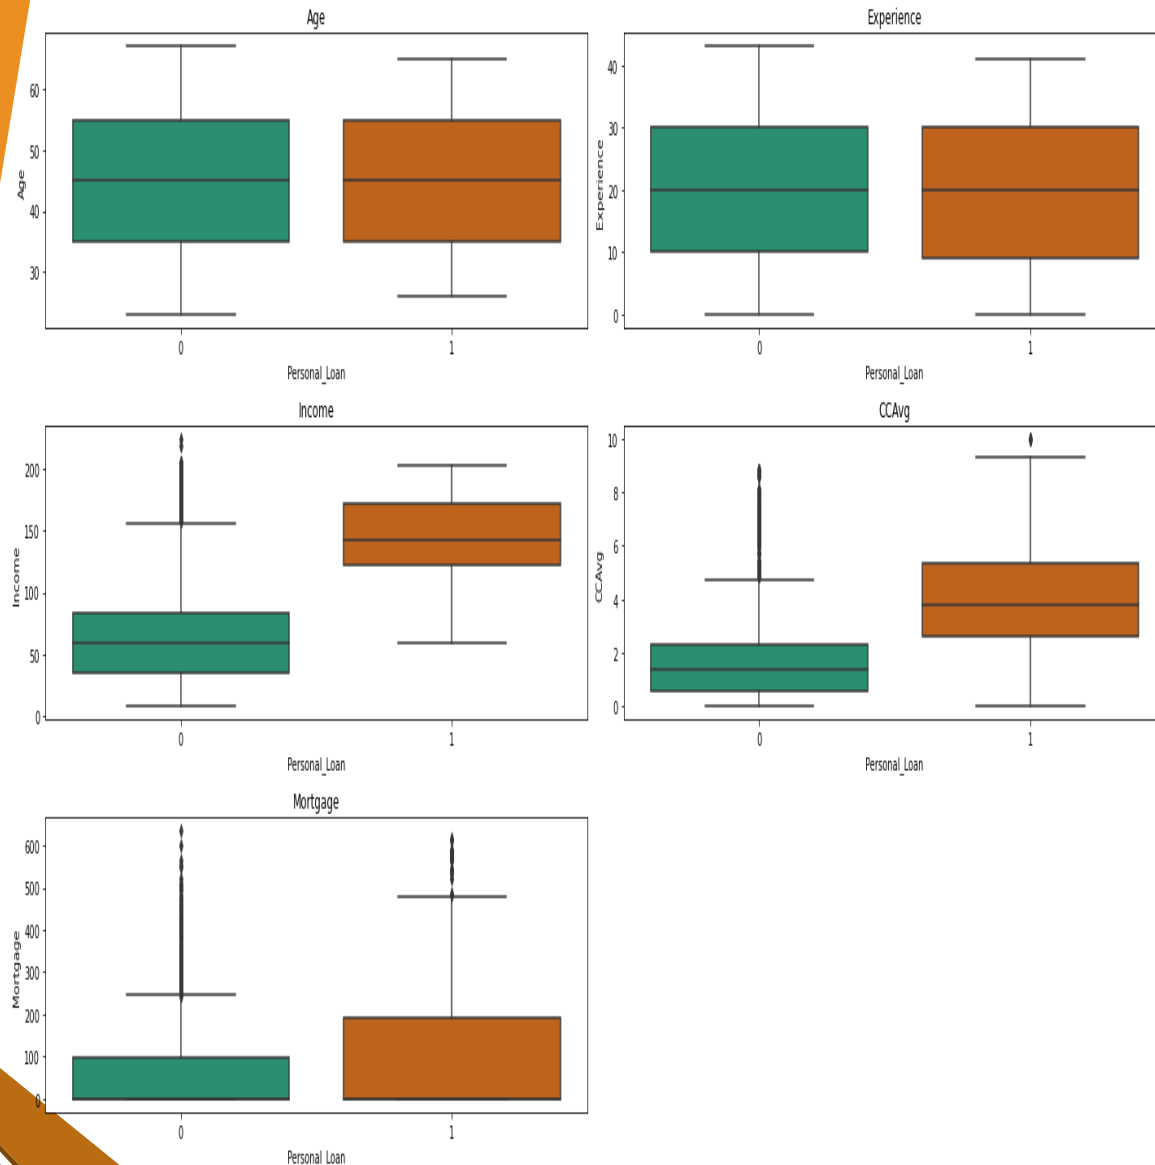 Age
Age
60
50
40
30
0 1
Personal_Loan
Experience
Experience
40
30
20
10
0
0 1
Personal_Loan
Income
Income
200
150
100
50
0
0 1
Personal_Loan
CCAvg
CCAvg
10
8
6
4
2
0
0 1
Personal_Loan
Mortgage
Mortgage
600
500
400
300
200
100
0
0 1
Personal_Loan